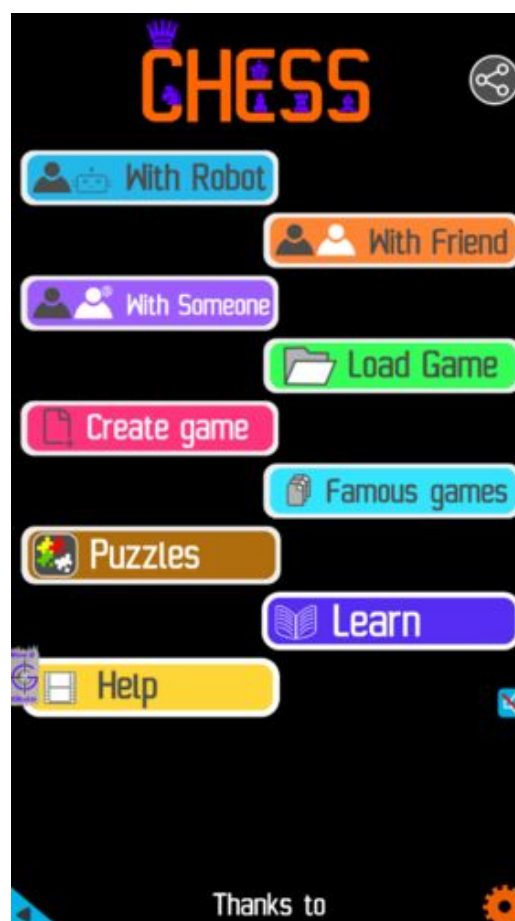 CHESS
With Robot
With Friend
With Someone
Load Game
Create game
Famous games
Puzzles
Learn
Help
Thanks to